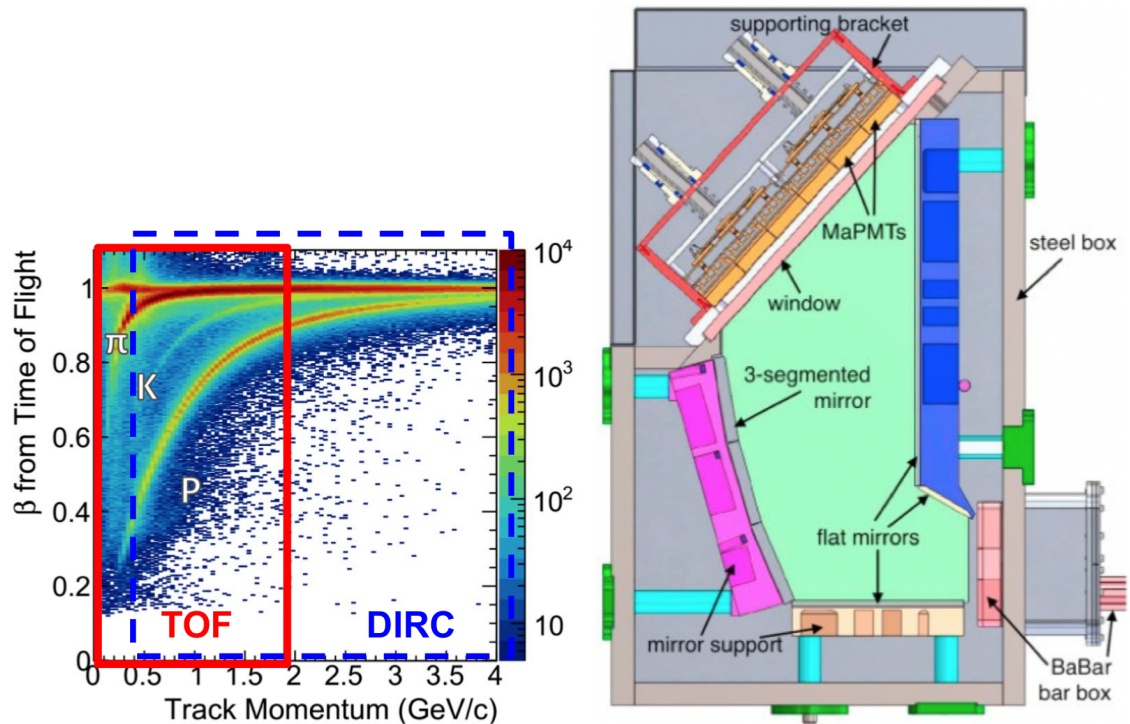 β from Time of Flight
1
0.8
0.6
0.4
0.2
0
0.5
1
1.5
2
2.5
3
3.5
4
Track Momentum (GeV/c)
π
K
P
TOF
DIRC
10⁴
10³
10²
10
supporting bracket
MaPMTs
window
steel box
3-segmented
mirror
flat mirrors
mirror support
BaBar
bar box